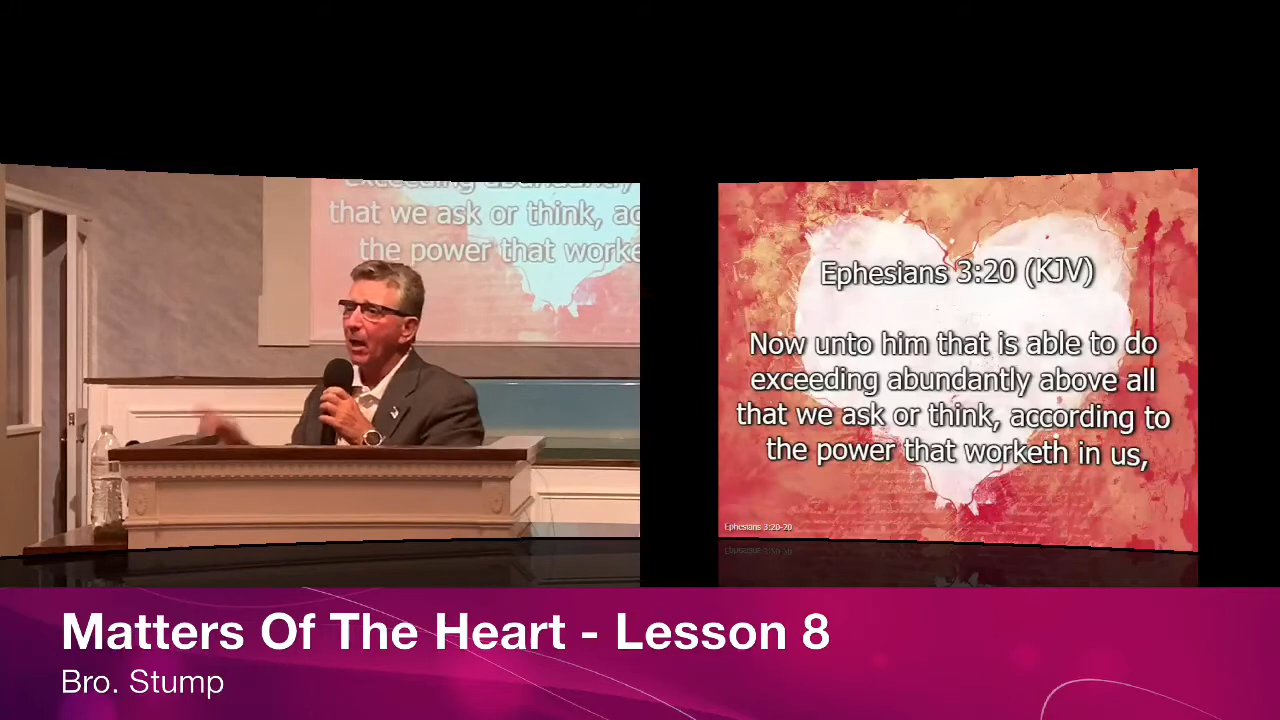 exceeding abundantly
that we ask or think, ac
the power that worke
Ephesians 3:20 (KJV)
Now unto him that is able to do
exceeding abundantly above all
that we ask or think, according to
the power that worketh in us,
Ephesians 3:20-20
Matters Of The Heart - Lesson 8
Bro. Stump